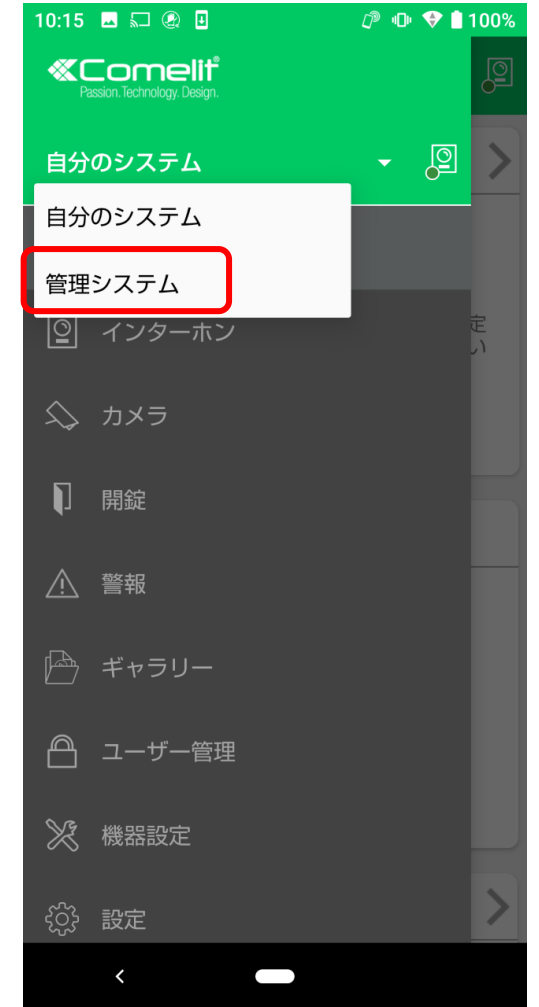 10:15
100%
Comelit®
Passion. Technology. Design.
自分のシステム
自分のシステム
管理システム
インターホン
定
い
カメラ
開錠
警報
ギャラリー
ユーザー管理
機器設定
設定